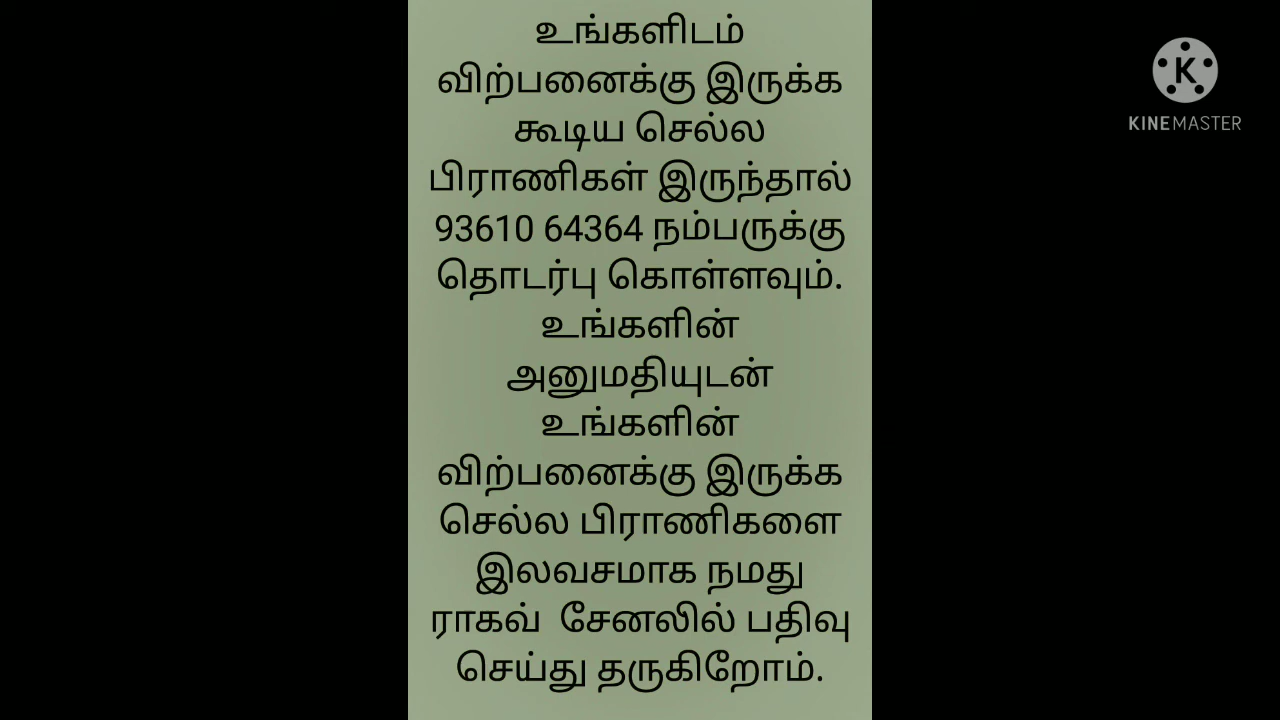 உங்களிடம்
விற்பனைக்கு இருக்க
கூடிய செல்ல
பிராணிகள் இருந்தால்
93610 64364 நம்பருக்கு
தொடர்பு கொள்ளவும்.
உங்களின்
அனுமதியுடன்
உங்களின்
விற்பனைக்கு இருக்க
செல்ல பிராணிகளை
இலவசமாக நமது
ராகவ் சேனலில் பதிவு
செய்து தருகிறோம்.
K
KINEMASTER